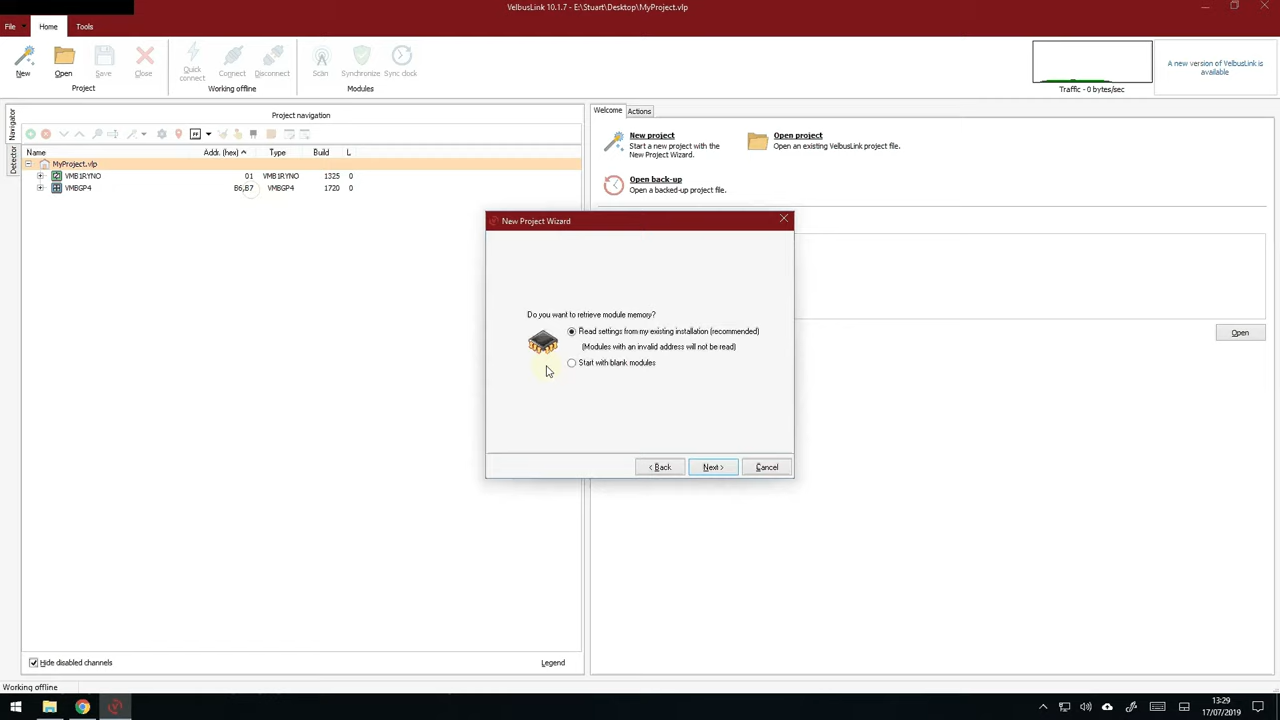 VelbusLink 10.1.7 - E:\Stuart\Desktop\MyProject.vlp
File Home Tools
New Open Save Close Quick connect Connect Disconnect Scan Synchronize Sync clock
Project Working offline Modules
Traffic - 0 bytes/sec
A new version of VelbusLink is
available
Navigator
Detector
Project navigation
Name Addr. (hex) Type Build L
MyProject.vlp
VMB1RYNO 01 VMB1RYNO 1325 0
VMBGP4 B6,B7 VMBGP4 1720 0
Welcome Actions
New project
Start a new project with the
New Project Wizard.
Open project
Open an existing VelbusLink project file.
Open back-up
Open a backed-up project file.
Open
New Project Wizard
Do you want to retrieve module memory?
Read settings from my existing installation (recommended)
(Modules with an invalid address will not be read)
Start with blank modules
< Back Next > Cancel
Hide disabled channels Legend
Working offline
13:29
17/07/2019